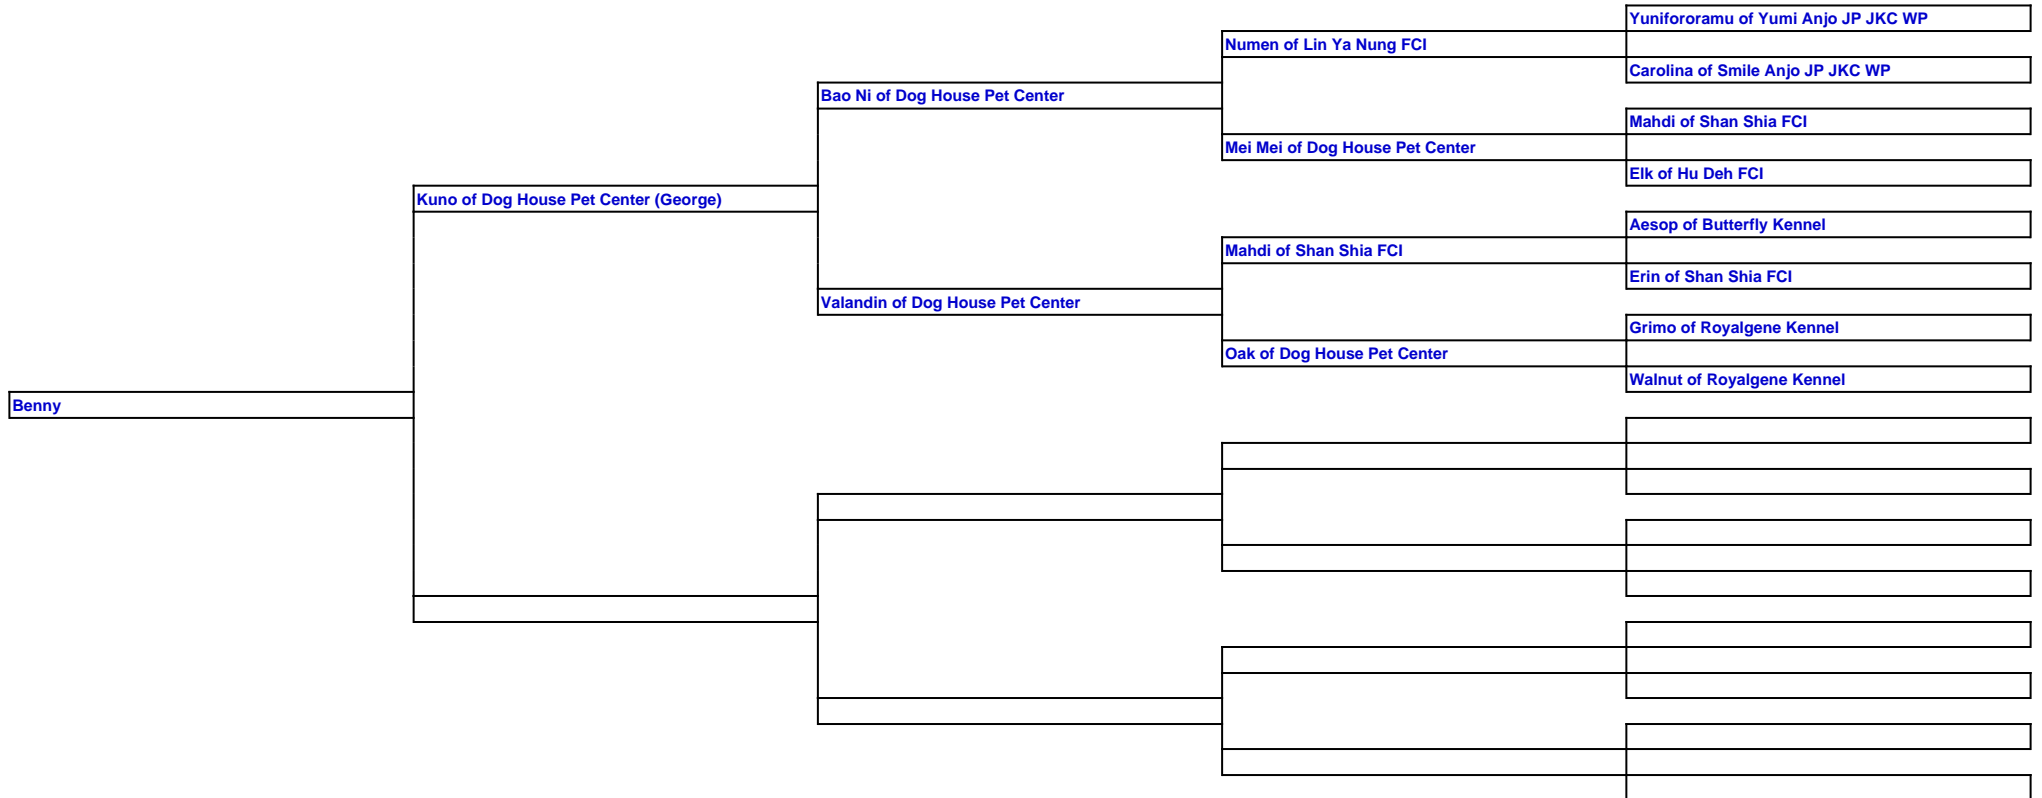 Yunifororamu of Yumi Anjo JP JKC WP
Numen of Lin Ya Nung FCI
Carolina of Smile Anjo JP JKC WP
Bao Ni of Dog House Pet Center
Mahdi of Shan Shia FCI
Mei Mei of Dog House Pet Center
Elk of Hu Deh FCI
Kuno of Dog House Pet Center (George)
Aesop of Butterfly Kennel
Mahdi of Shan Shia FCI
Erin of Shan Shia FCI
Valandin of Dog House Pet Center
Grimo of Royalgene Kennel
Oak of Dog House Pet Center
Walnut of Royalgene Kennel
Benny